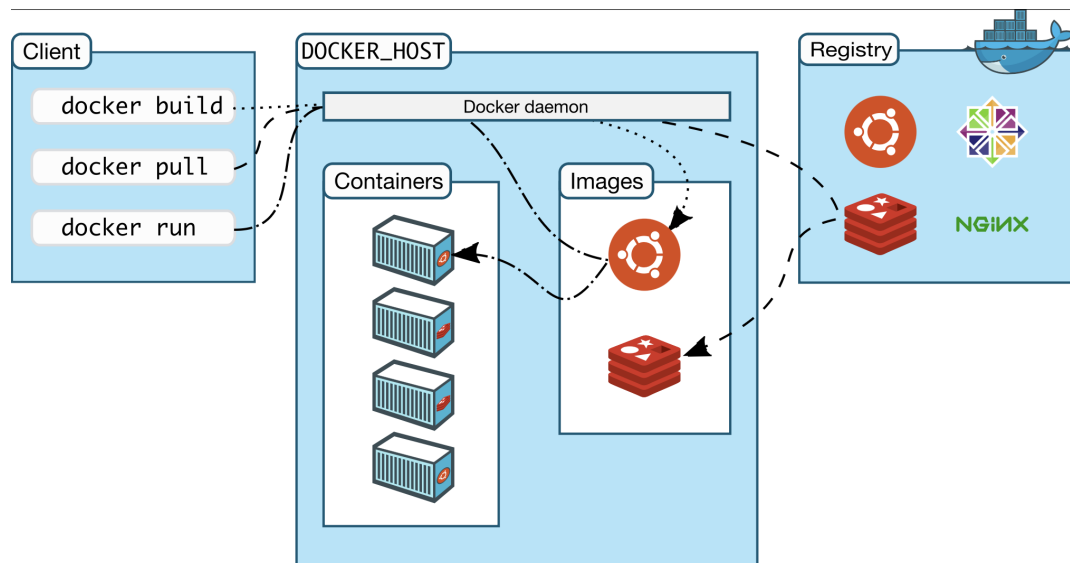 Client
docker build
docker pull
docker run
DOCKER_HOST
Docker daemon
Containers
Images
Registry
NGiNX